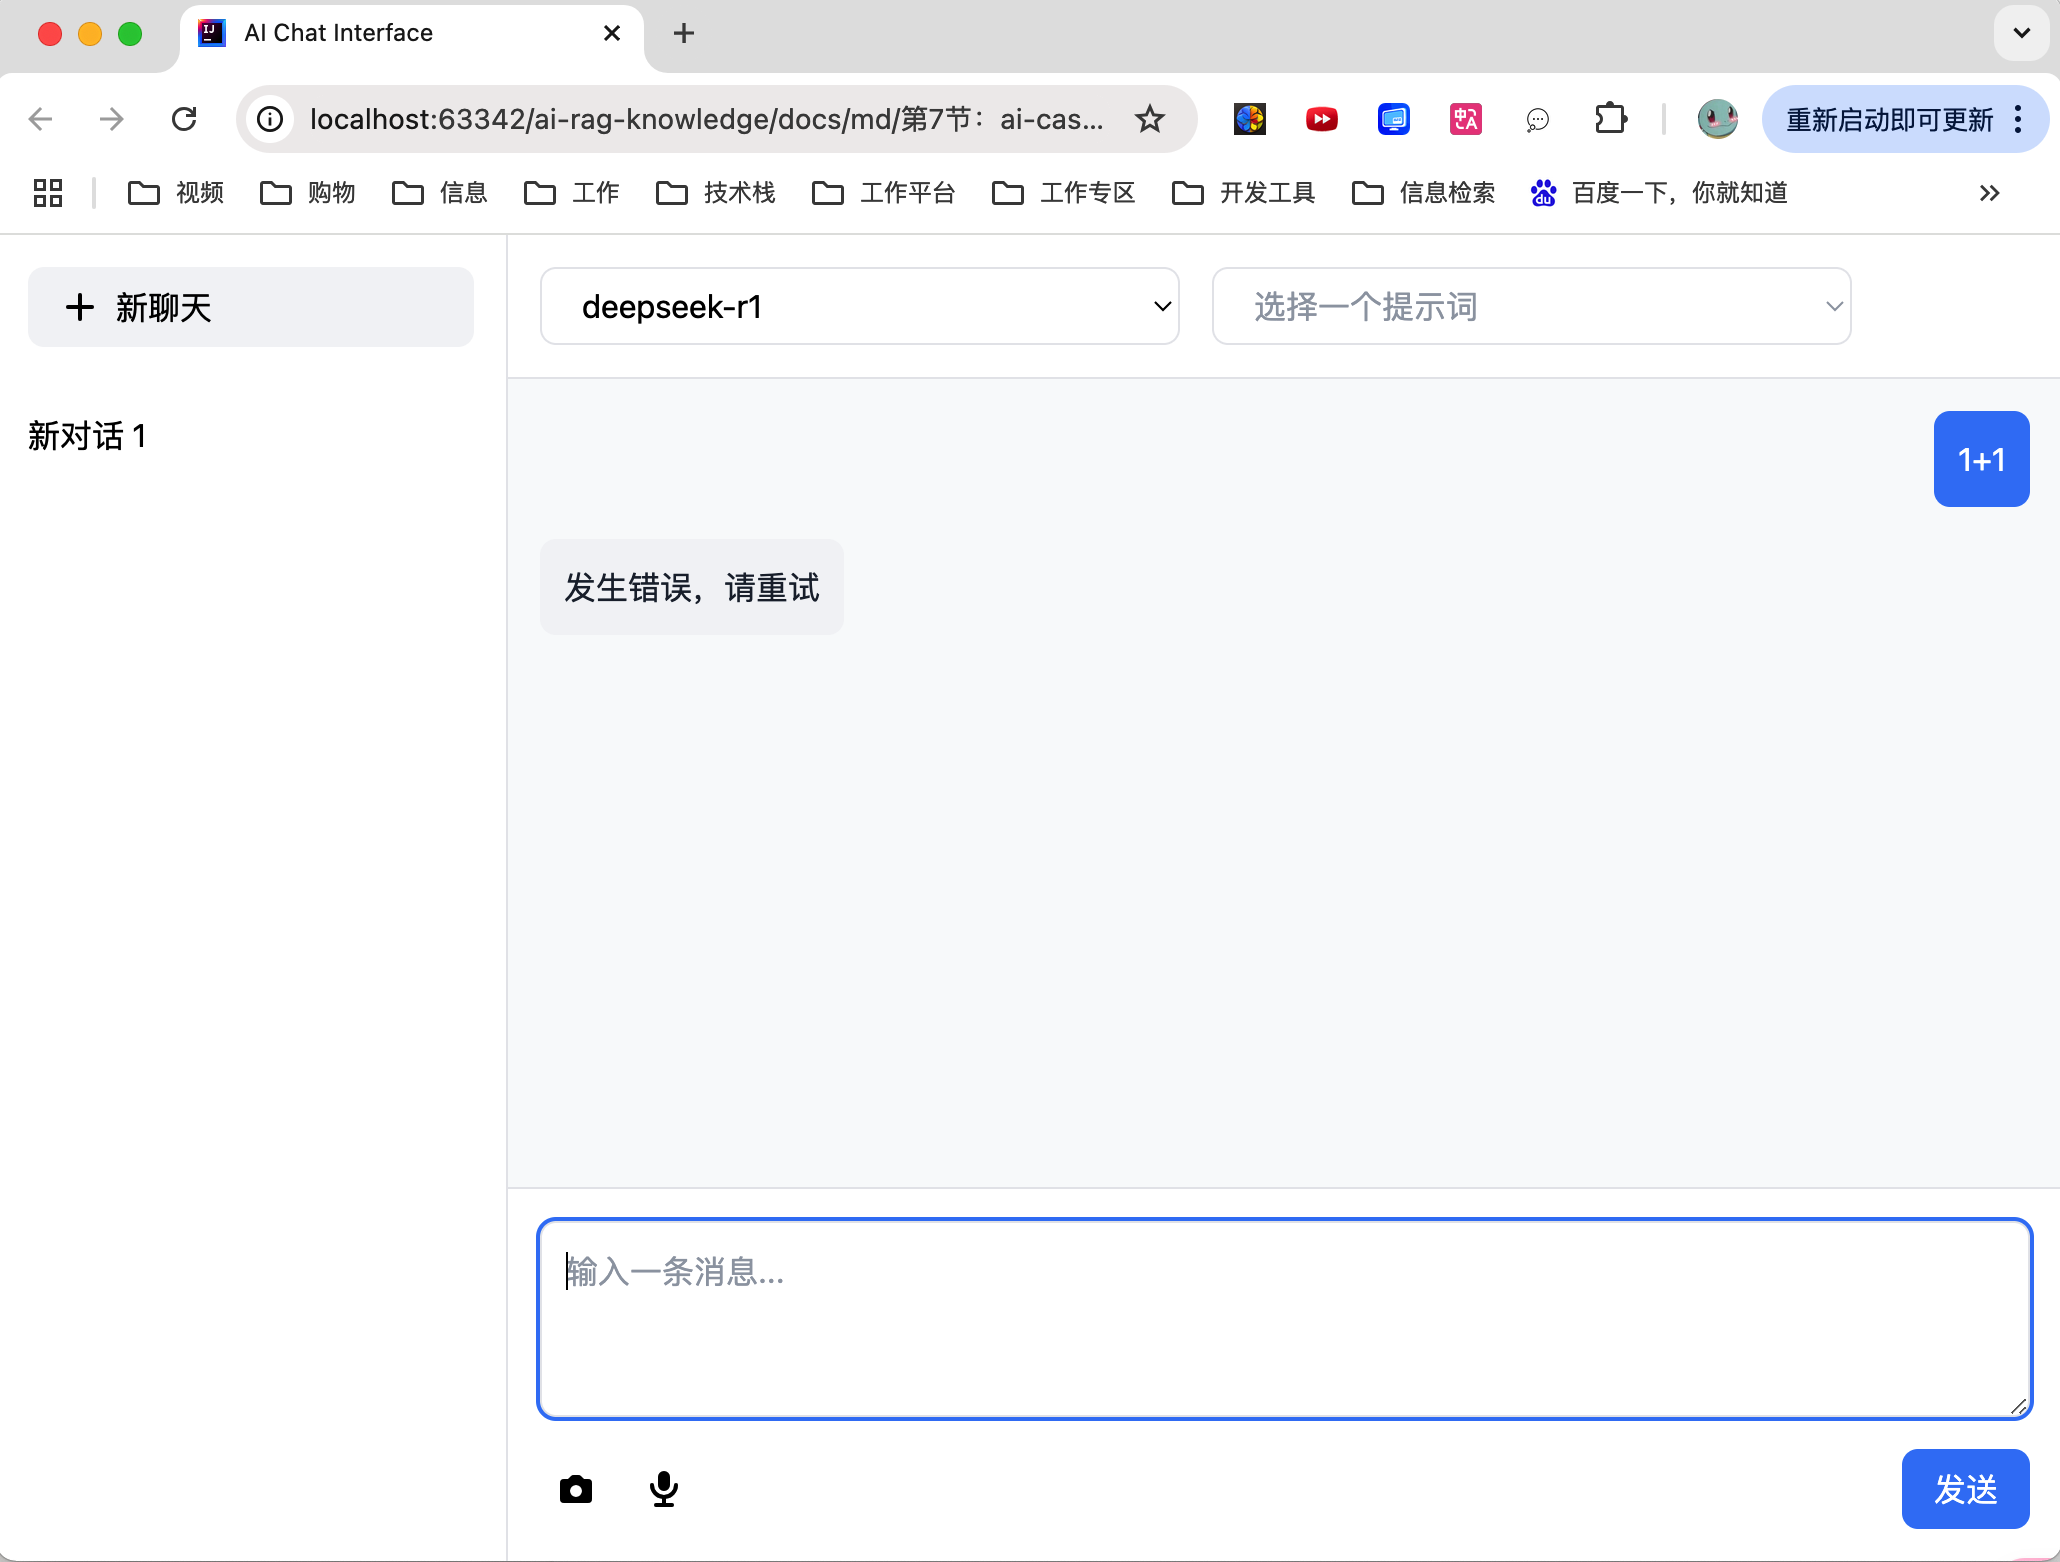 AI Chat Interface
localhost:63342/ai-rag-knowledge/docs/md/第7节：ai-cas...
重新启动即可更新
视频
购物
信息
工作
技术栈
工作平台
工作专区
开发工具
信息检索
百度一下，你就知道
新聊天
deepseek-r1
选择一个提示词
新对话 1
1+1
发生错误，请重试
输入一条消息...
发送